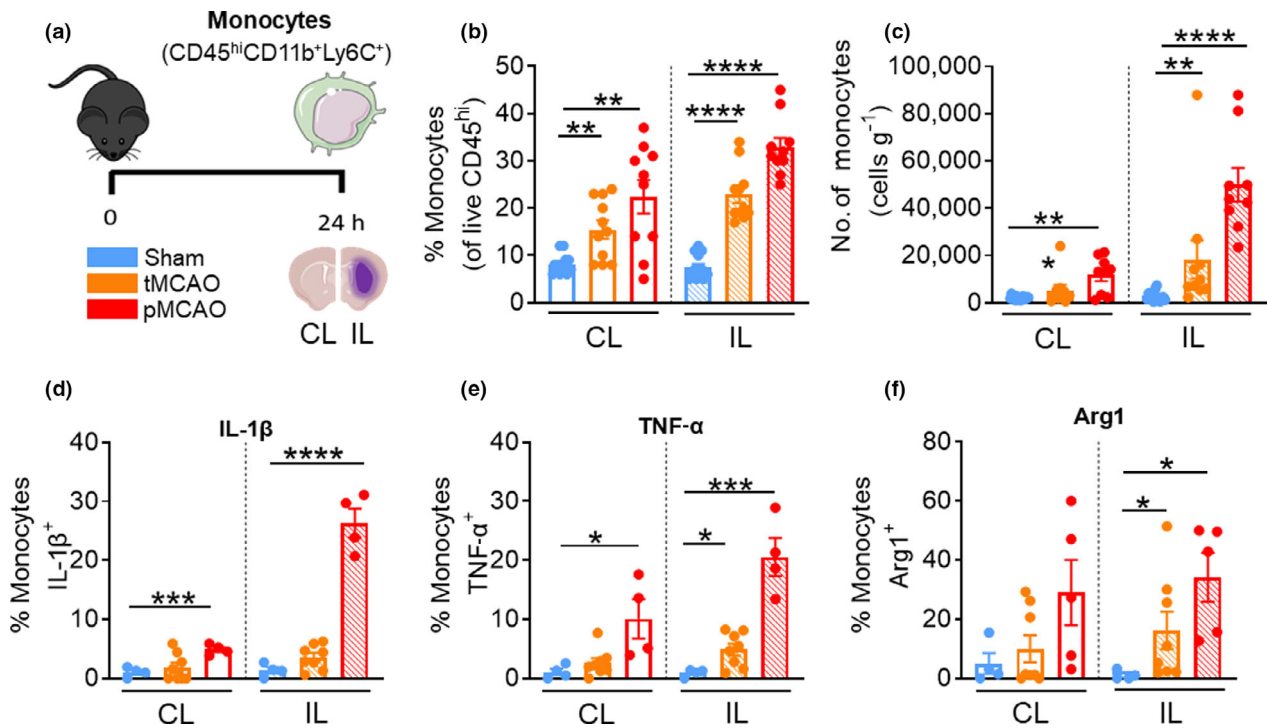 (a)
Monocytes
(CD45ʰⁱCD11b⁺Ly6C⁺)
0
24 h
Sham
tMCAO
pMCAO
CL IL
(b)
% Monocytes
(of live CD45ʰⁱ)
50
40
30
20
10
0
**
**
****
****
CL
IL
(c)
No. of monocytes
(cells g⁻¹)
100,000
80,000
60,000
40,000
20,000
0
**
*
****
**
CL
IL
(d)
IL-1β
% Monocytes
IL-1β⁺
40
30
20
10
0
***
****
CL
IL
(e)
TNF-α
% Monocytes
TNF-α⁺
40
30
20
10
0
*
***
*
CL
IL
(f)
Arg1
% Monocytes
Arg1⁺
80
60
40
20
0
*
*
CL
IL